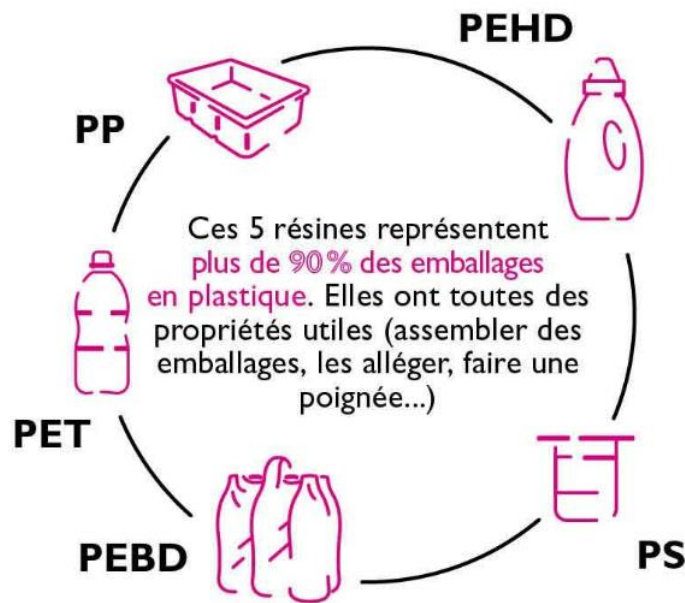 PEHD
PP
Ces 5 résines représentent
plus de 90% des emballages
en plastique. Elles ont toutes des
propriétés utiles (assembler des
emballages, les alléger, faire une
poignée...)
PET
PEBD
PS